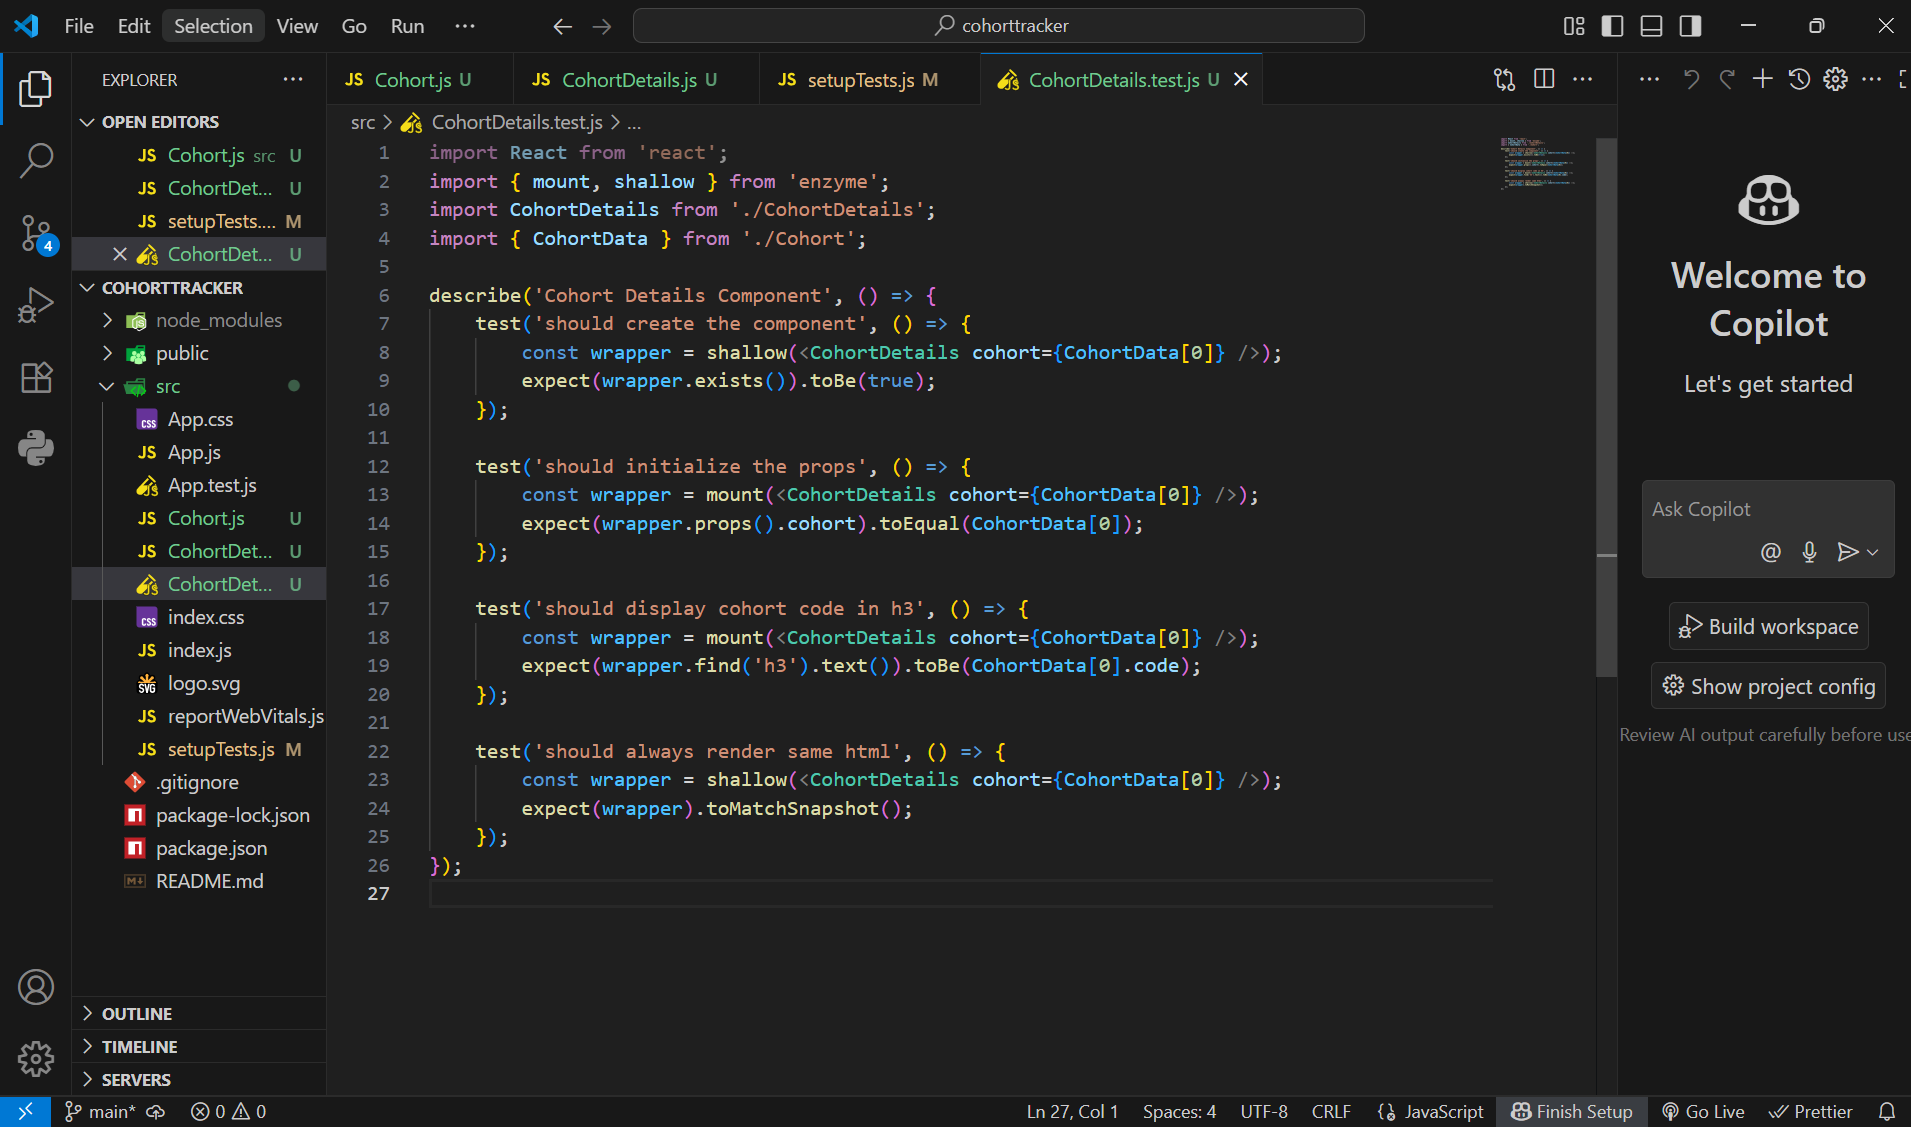 File Edit Selection View Go Run ···
cohorttracker
EXPLORER ···
OPEN EDITORS
JS Cohort.js src U
JS CohortDet... U
JS setupTests.... M
CohortDet... U
COHORTTRACKER
node_modules
public
src
CSS App.css
JS App.js
App.test.js
JS Cohort.js U
JS CohortDet... U
CohortDet... U
CSS index.css
JS index.js
SVG logo.svg
JS reportWebVitals.js
JS setupTests.js M
.gitignore
package-lock.json
package.json
README.md
OUTLINE
TIMELINE
SERVERS
4
JS Cohort.js U JS CohortDetails.js U JS setupTests.js M CohortDetails.test.js U
src > CohortDetails.test.js > ...
1 import React from 'react';
2 import { mount, shallow } from 'enzyme';
3 import CohortDetails from './CohortDetails';
4 import { CohortData } from './Cohort';
5
6 describe('Cohort Details Component', () => {
7 test('should create the component', () => {
8 const wrapper = shallow(<CohortDetails cohort={CohortData[0]} />);
9 expect(wrapper.exists()).toBe(true);
10 });
11
12 test('should initialize the props', () => {
13 const wrapper = mount(<CohortDetails cohort={CohortData[0]} />);
14 expect(wrapper.props().cohort).toEqual(CohortData[0]);
15 });
16
17 test('should display cohort code in h3', () => {
18 const wrapper = mount(<CohortDetails cohort={CohortData[0]} />);
19 expect(wrapper.find('h3').text()).toBe(CohortData[0].code);
20 });
21
22 test('should always render same html', () => {
23 const wrapper = shallow(<CohortDetails cohort={CohortData[0]} />);
24 expect(wrapper).toMatchSnapshot();
25 });
26 });
27
Welcome to
Copilot
Let's get started
Ask Copilot
@
Build workspace
Show project config
Review AI output carefully before use
main* 0 0 Ln 27, Col 1 Spaces: 4 UTF-8 CRLF JavaScript Finish Setup Go Live Prettier